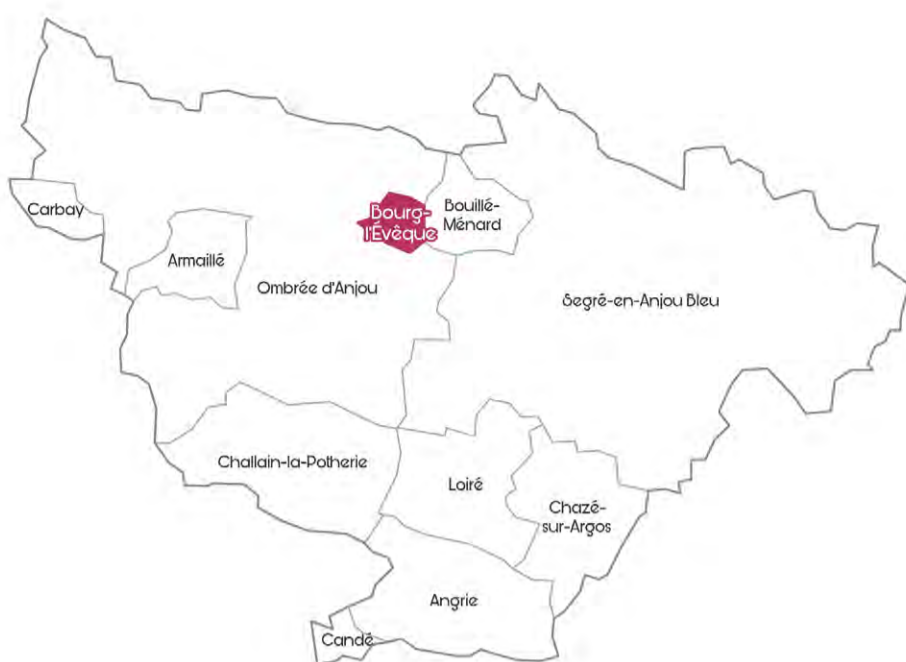 Carbay
Bourg-
l'Évêque
Bouillé-
Ménard
Armaillé
Ombrée d'Anjou
Segré-en-Anjou Bleu
Challain-la-Potherie
Loiré
Chazé-
sur-Argos
Angrie
Candé